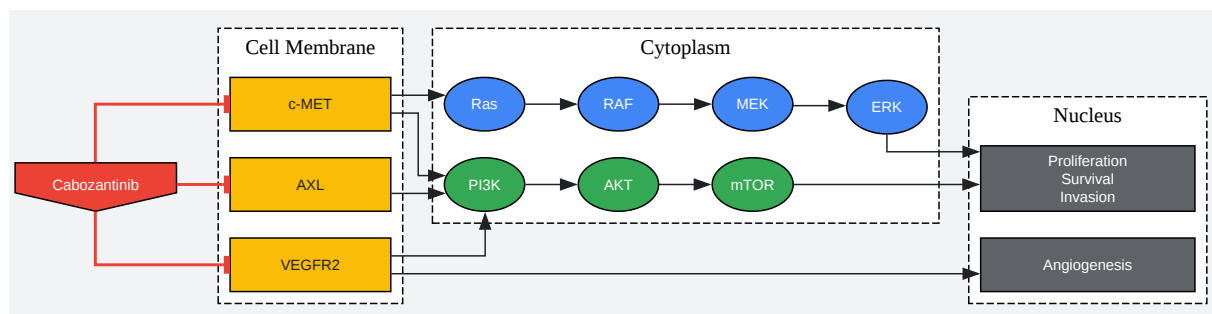 Cell Membrane
Cytoplasm
Nucleus
Cabozantinib
c-MET
AXL
VEGFR2
Ras
RAF
MEK
ERK
PI3K
AKT
mTOR
Proliferation
Survival
Invasion
Angiogenesis